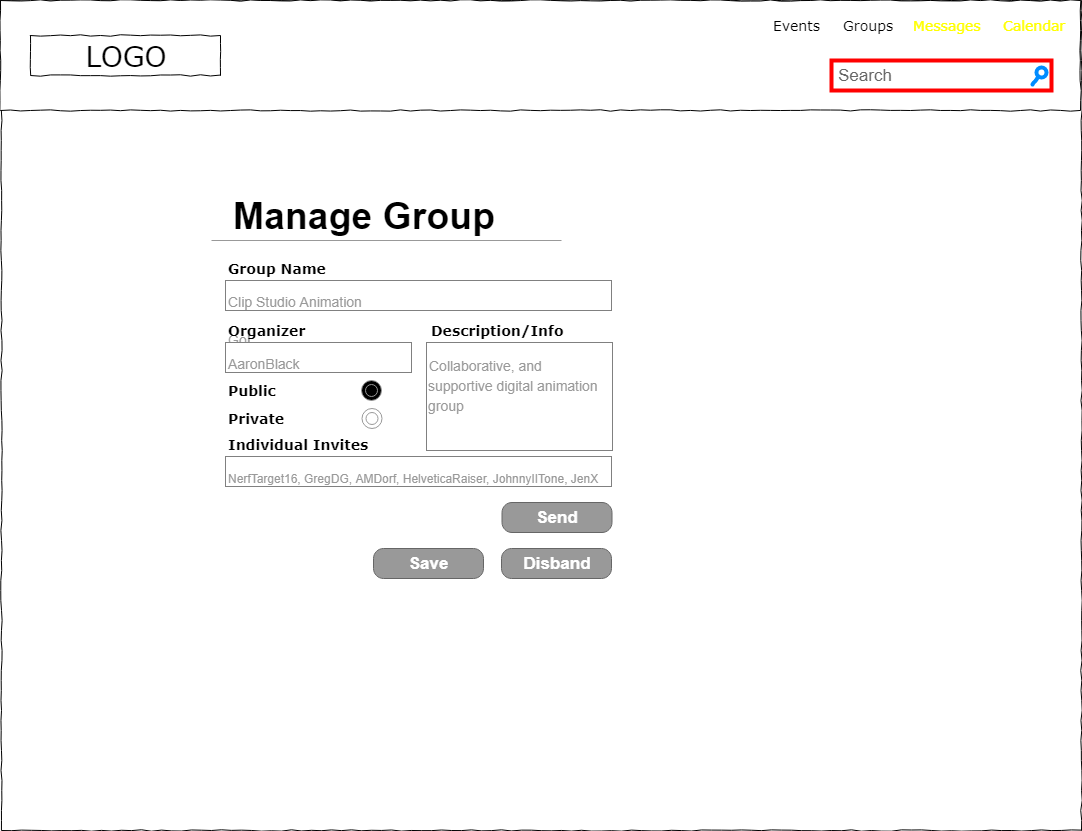 Events Groups Messages Calendar
LOGO
Search
Manage Group
Group Name
Clip Studio Animation
Organizer
Description/Info
AaronBlack
Collaborative, and
supportive digital animation
group
Public
Private
Individual Invites
NerfTarget16, GregDG, AMDorf, HelveticaRaiser, JohnnyIITone, JenX
Send
Save
Disband